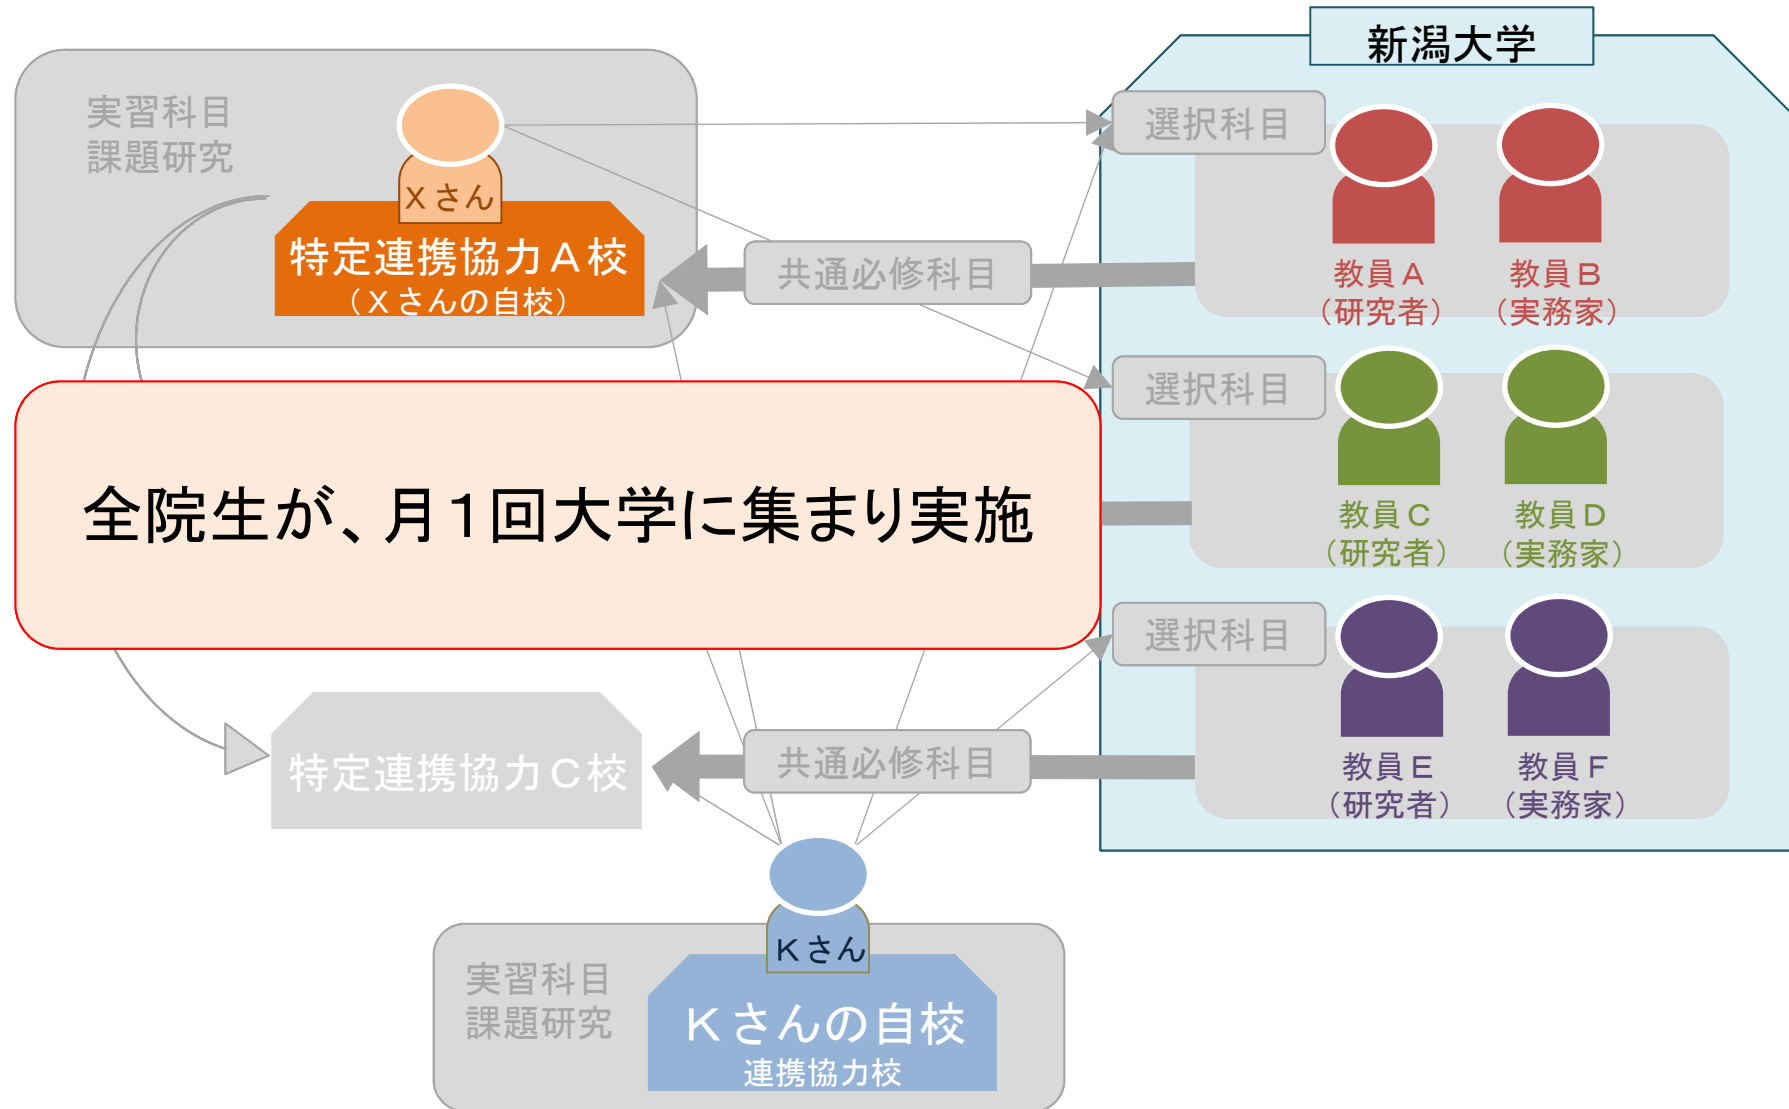 新潟大学
実習科目
課題研究
Xさん
特定連携協力A校
（Xさんの自校）
選択科目
共通必修科目
教員A
（研究者）
教員B
（実務家）
選択科目
教員C
（研究者）
教員D
（実務家）
全院生が、月１回大学に集まり実施
選択科目
教員E
（研究者）
教員F
（実務家）
特定連携協力C校
共通必修科目
Kさん
実習科目
課題研究
Kさんの自校
連携協力校